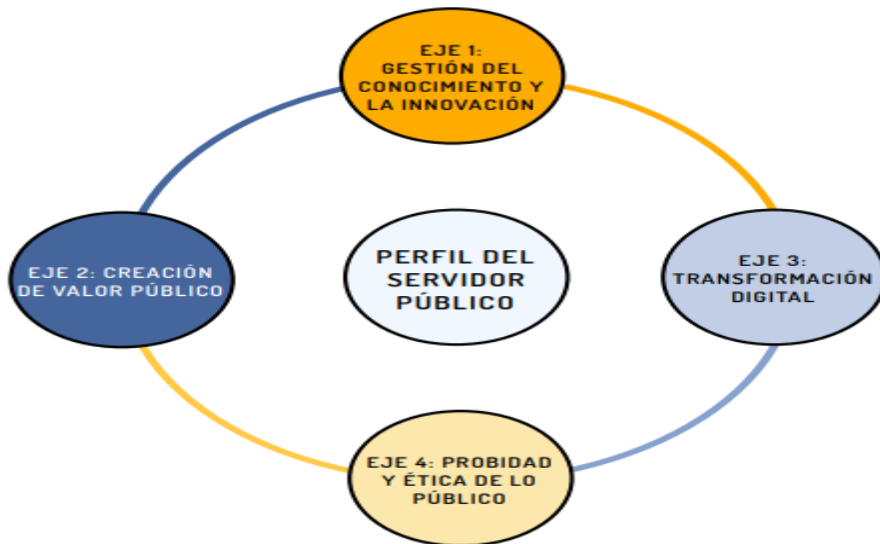 EJE 1:
GESTIÓN DEL
CONOCIMIENTO Y
LA INNOVACIÓN
EJE 2: CREACIÓN
DE VALOR PÚBLICO
PERFIL DEL
SERVIDOR
PÚBLICO
EJE 3:
TRANSFORMACIÓN
DIGITAL
EJE 4: PROBIDAD
Y ÉTICA DE LO
PÚBLICO